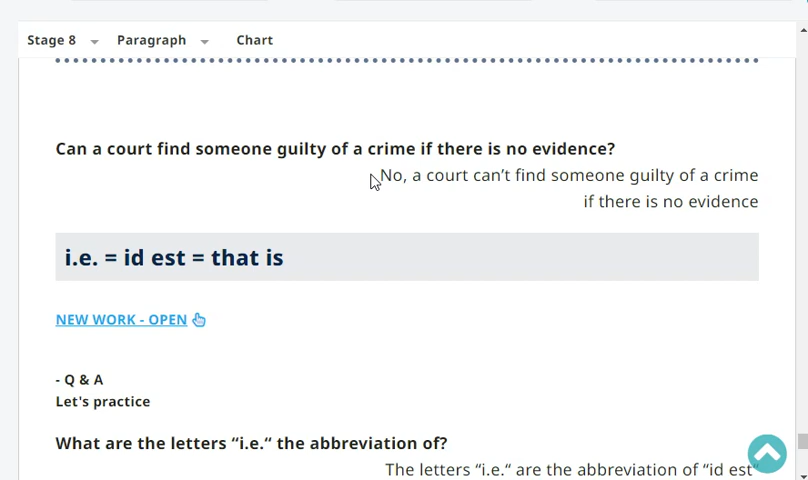 Stage 8 Paragraph Chart
Can a court find someone guilty of a crime if there is no evidence?
No, a court can’t find someone guilty of a crime
if there is no evidence
i.e. = id est = that is
NEW WORK - OPEN
- Q & A
Let's practice
What are the letters “i.e.“ the abbreviation of?
The letters “i.e.“ are the abbreviation of “id est“